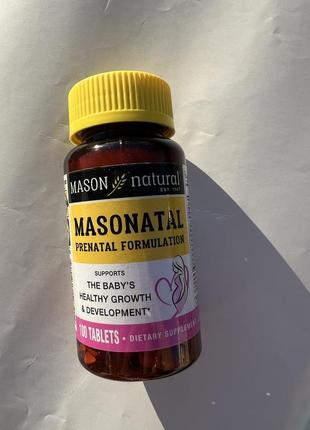 MASON natural
EST. 1967
MASONATAL
PRENATAL FORMULATION
SUPPORTS
THE BABY'S
HEALTHY GROWTH
& DEVELOPMENT*
100 TABLETS • DIETARY SUPPLEMENT